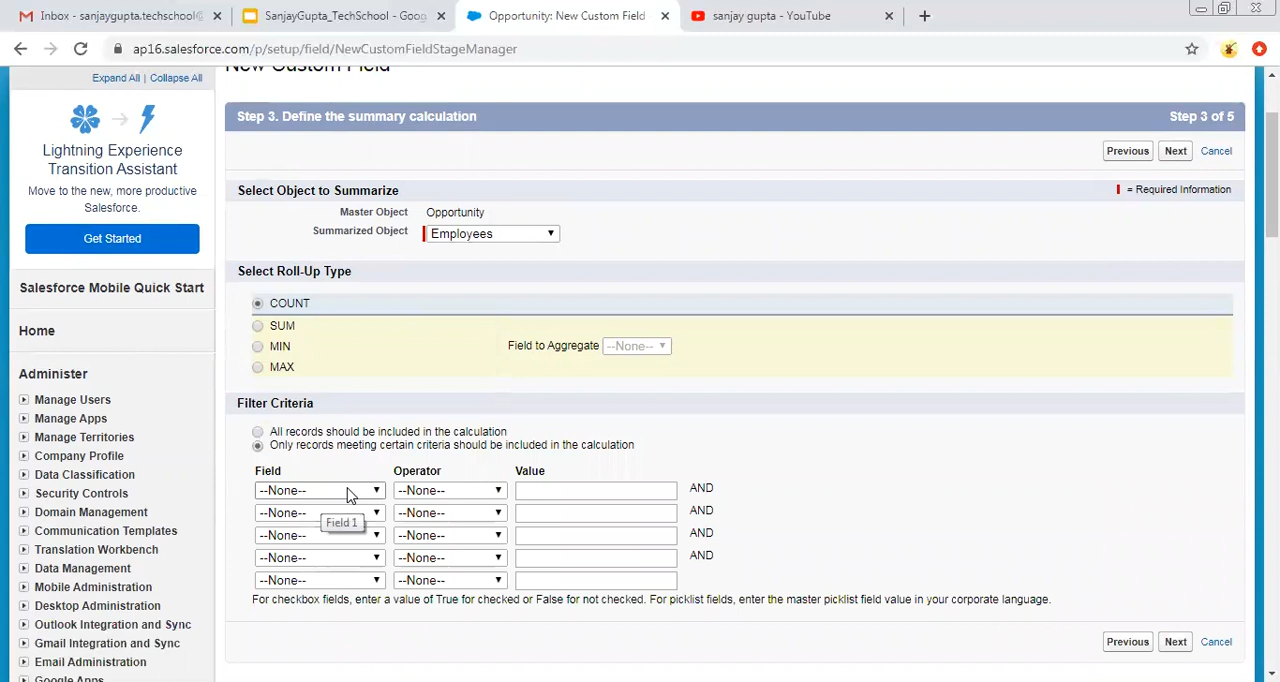 Inbox - sanjaygupta.techschool@
SanjayGupta_TechSchool - Goog
Opportunity: New Custom Field
sanjay gupta - YouTube
ap16.salesforce.com/p/setup/field/NewCustomFieldStageManager
Expand All | Collapse All
Lightning Experience
Transition Assistant
Move to the new, more productive
Salesforce.
Get Started
Salesforce Mobile Quick Start
Home
Administer
Manage Users
Manage Apps
Manage Territories
Company Profile
Data Classification
Security Controls
Domain Management
Communication Templates
Translation Workbench
Data Management
Mobile Administration
Desktop Administration
Outlook Integration and Sync
Gmail Integration and Sync
Email Administration
Google Apps
New Custom Field
Step 3. Define the summary calculation Step 3 of 5
Previous Next Cancel
Select Object to Summarize = Required Information
Master Object Opportunity
Summarized Object Employees
Select Roll-Up Type
COUNT
SUM
MIN
MAX
Field to Aggregate --None--
Filter Criteria
All records should be included in the calculation
Only records meeting certain criteria should be included in the calculation
Field Operator Value
--None-- --None-- AND
--None-- --None-- AND
Field 1
--None-- --None-- AND
--None-- --None-- AND
--None-- --None--
For checkbox fields, enter a value of True for checked or False for not checked. For picklist fields, enter the master picklist field value in your corporate language.
Previous Next Cancel